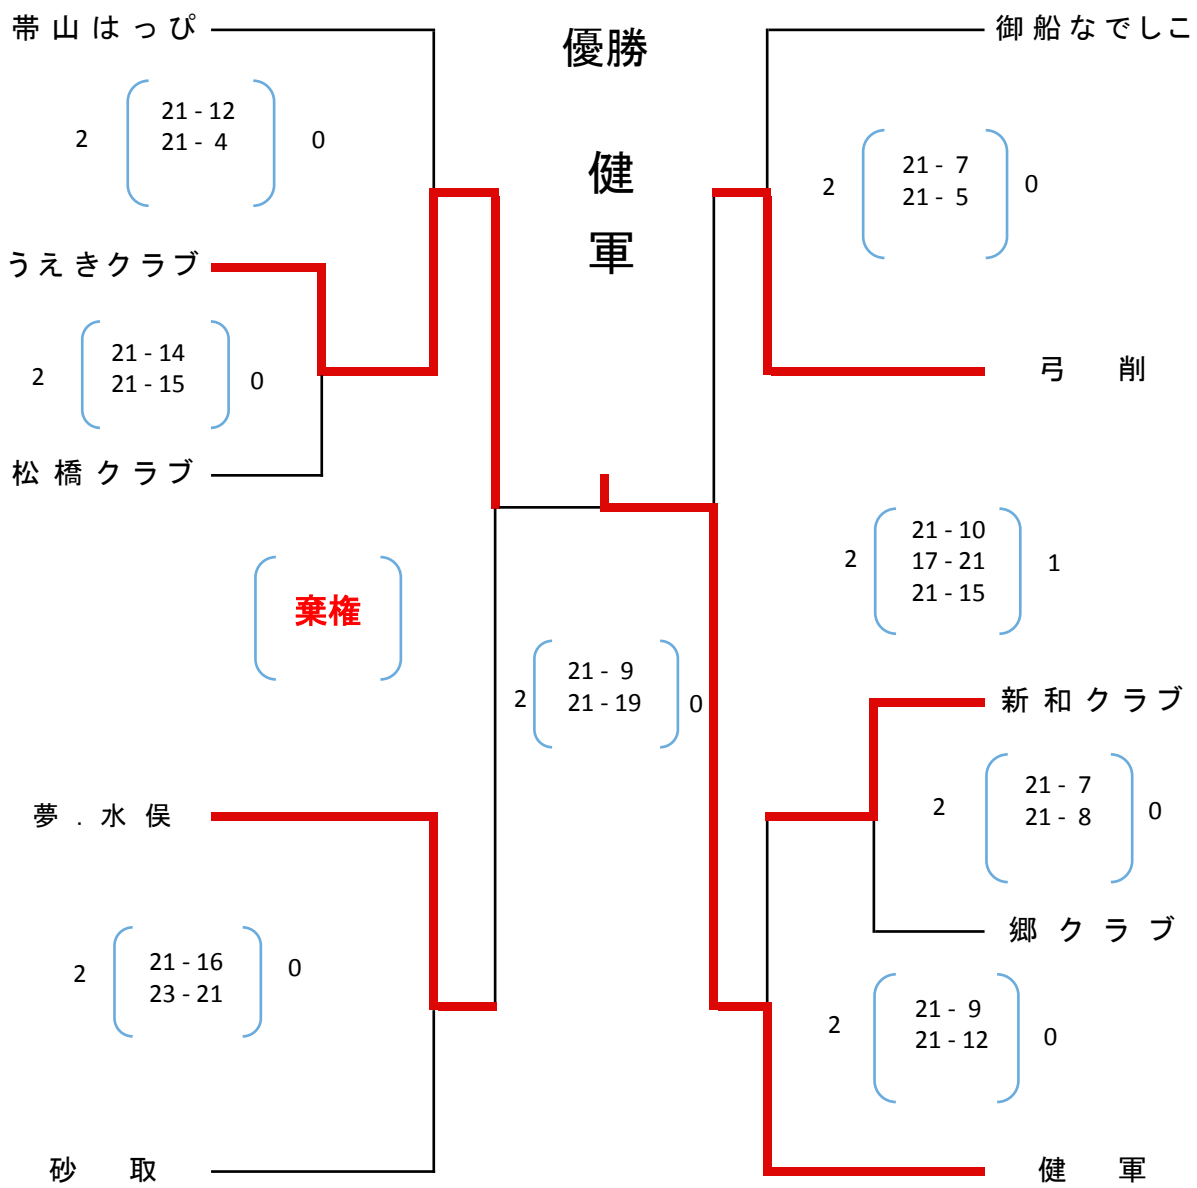 帯山はっぴ
優勝
御船なでしこ
2
21 - 12
21 - 4
0
健
軍
2
21 - 7
21 - 5
0
うえきクラブ
2
21 - 14
21 - 15
0
弓 削
松橋クラブ
2
21 - 10
17 - 21
21 - 15
1
棄権
2
21 - 9
21 - 19
0
新和クラブ
2
21 - 7
21 - 8
0
夢．水俣
郷クラブ
2
21 - 16
23 - 21
0
2
21 - 9
21 - 12
0
砂 取
健 軍